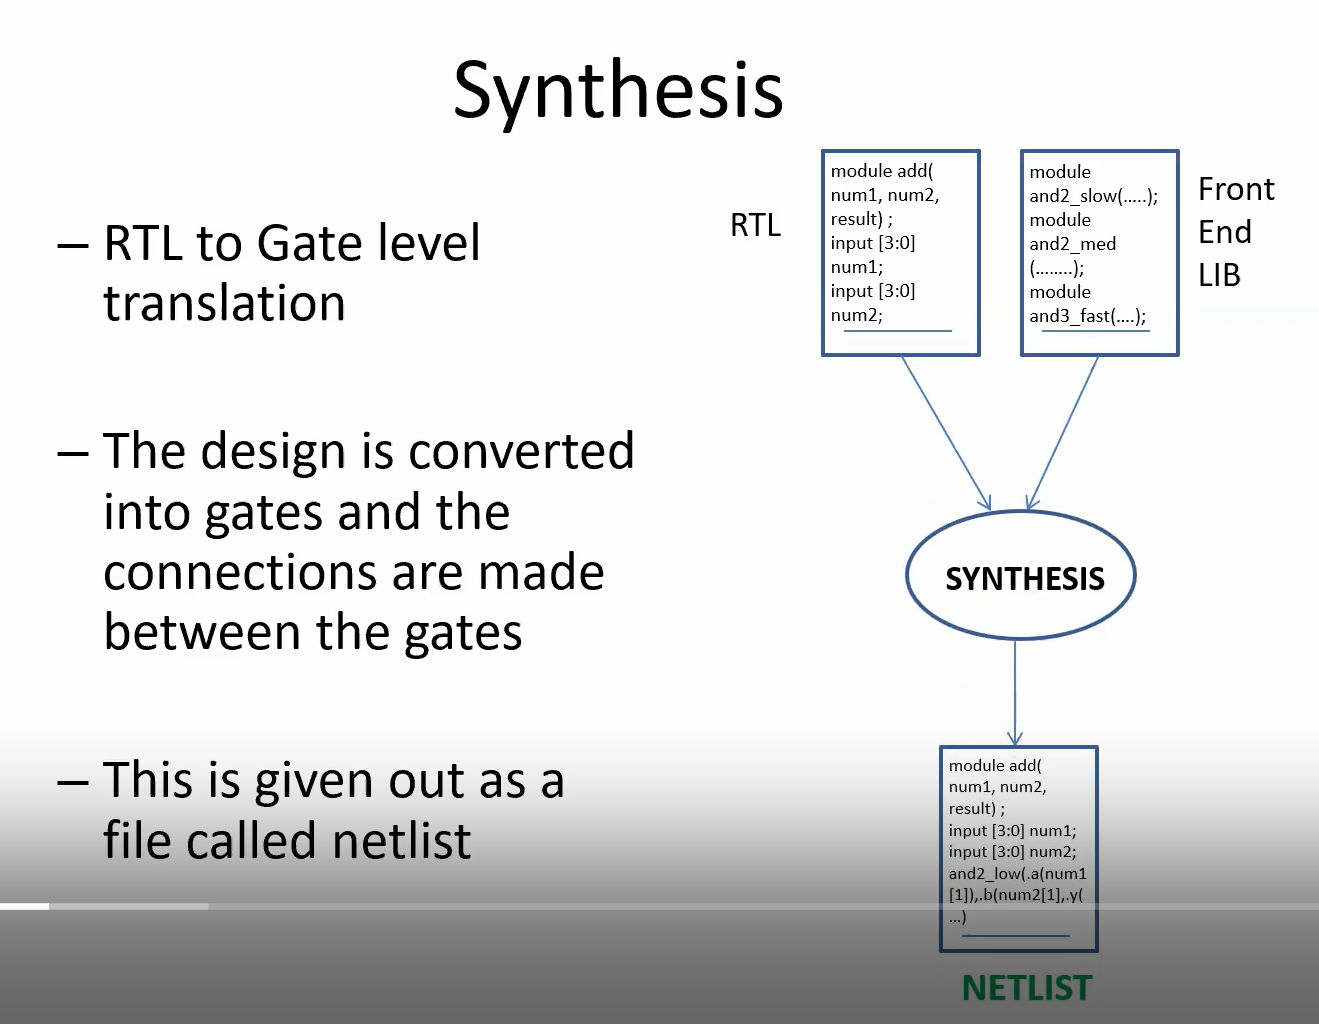 Synthesis
– RTL to Gate level
translation
– The design is converted
into gates and the
connections are made
between the gates
– This is given out as a
file called netlist
RTL
module add(
num1, num2,
result) ;
input [3:0]
num1;
input [3:0]
num2;
module
and2_slow(…..);
module
and2_med
(……..);
module
and3_fast(….);
Front
End
LIB
SYNTHESIS
module add(
num1, num2,
result) ;
input [3:0] num1;
input [3:0] num2;
and2_low(.a(num1
[1]),.b(num2[1],.y(
…)
NETLIST